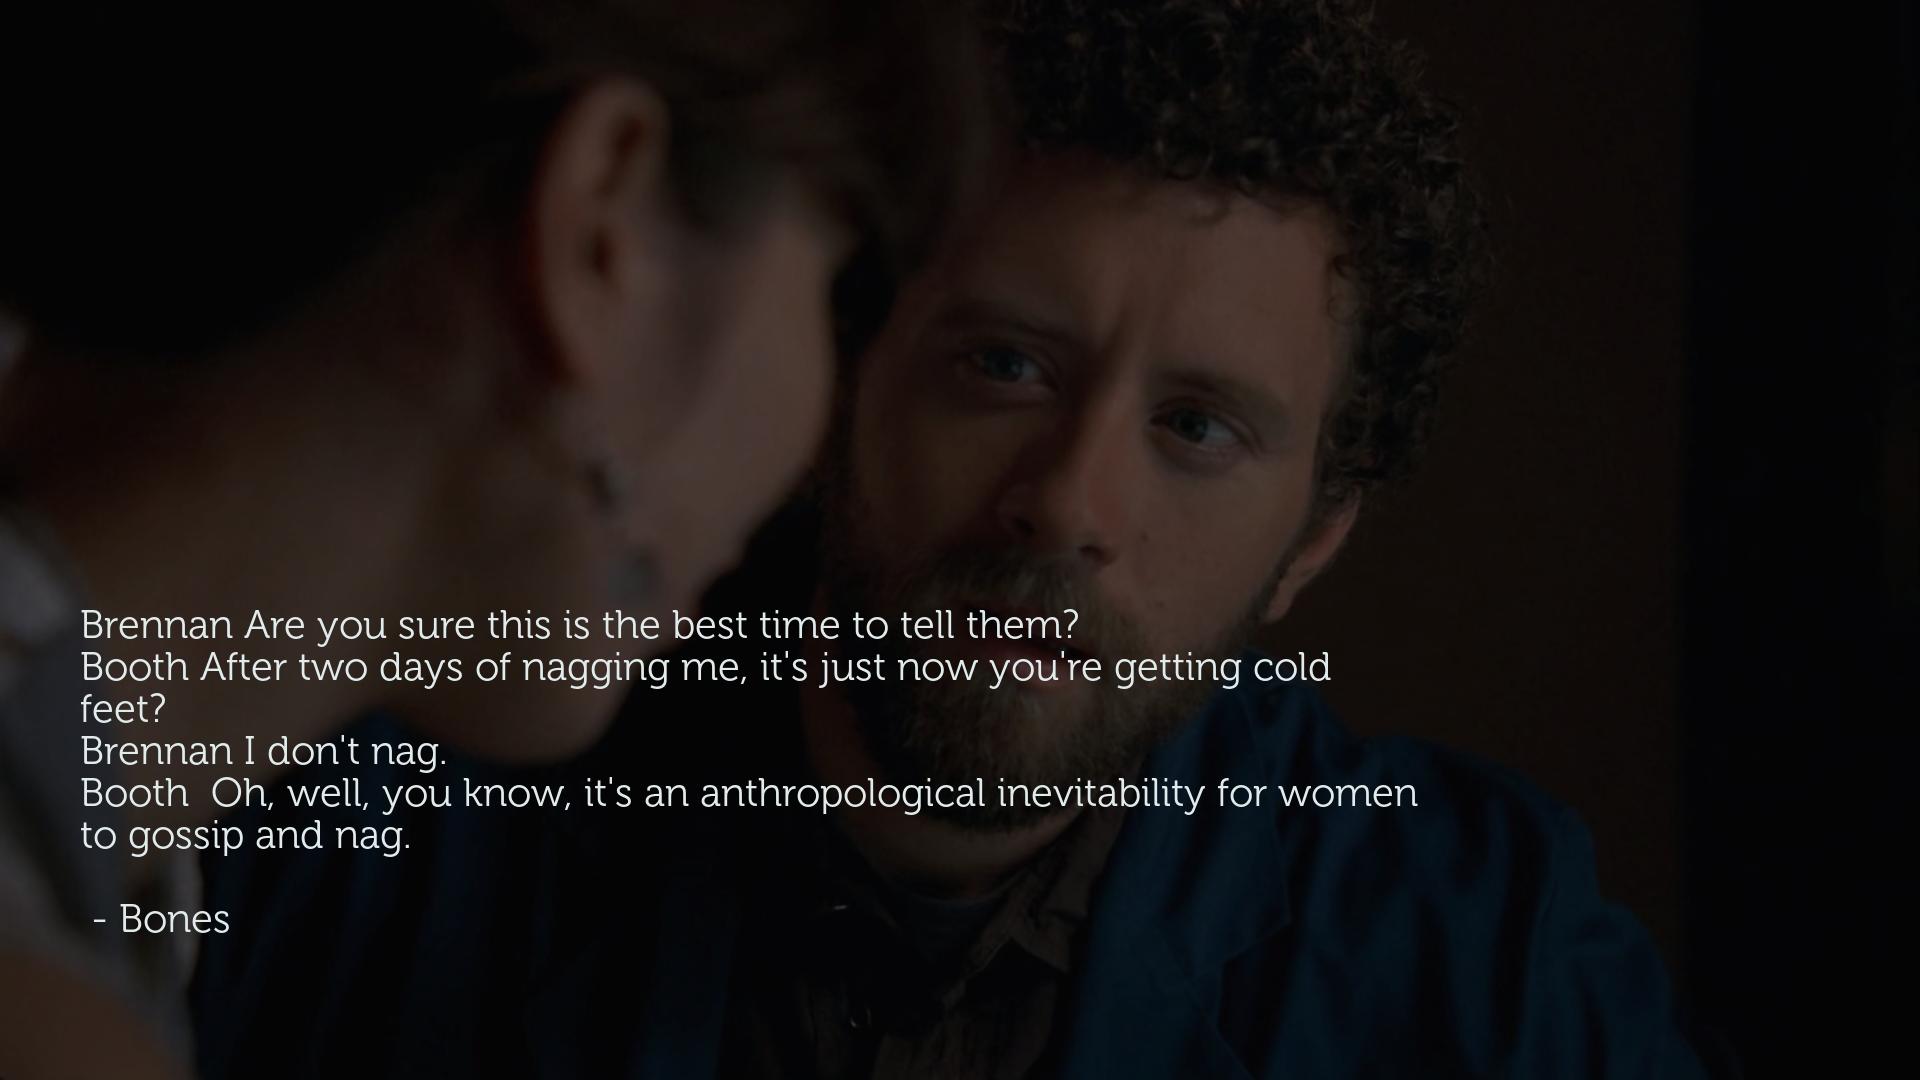 Brennan Are you sure this is the best time to tell them?
Booth After two days of nagging me, it's just now you're getting cold
feet?
Brennan I don't nag.
Booth  Oh, well, you know, it's an anthropological inevitability for women
to gossip and nag.
- Bones